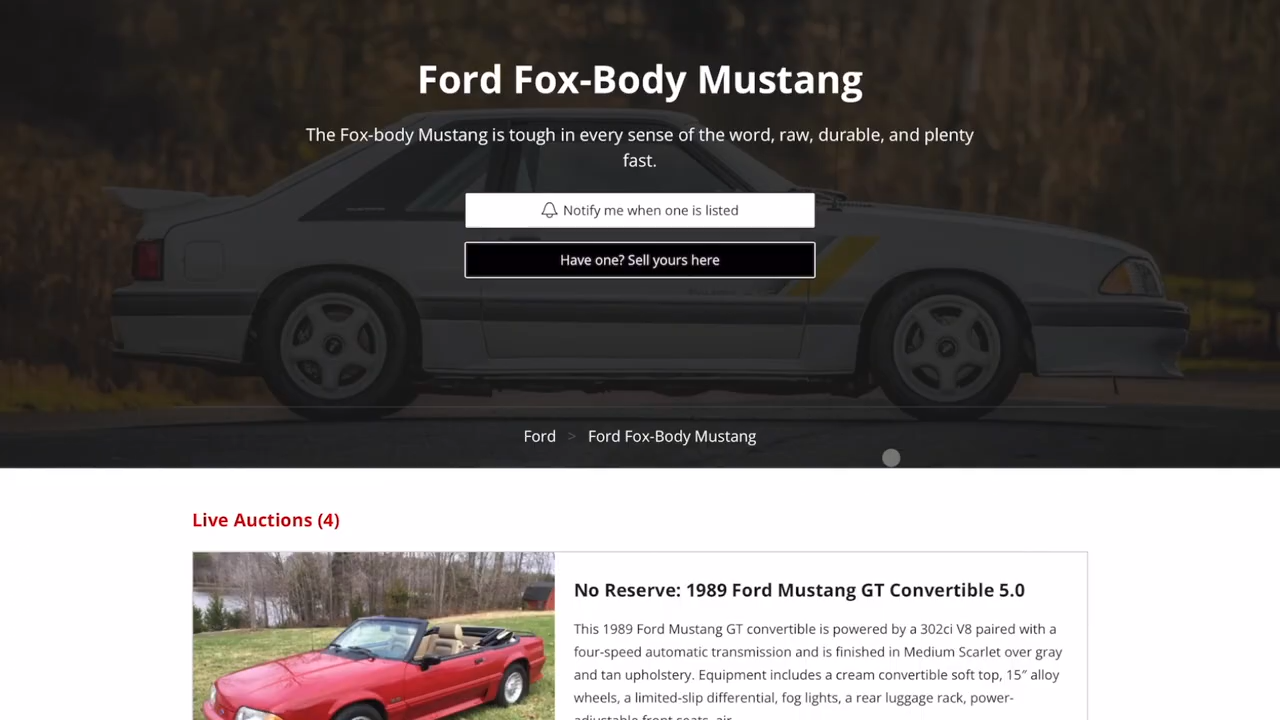 Ford Fox-Body Mustang
The Fox-body Mustang is tough in every sense of the word, raw, durable, and plenty
fast.
Notify me when one is listed
Have one? Sell yours here
Ford > Ford Fox-Body Mustang
Live Auctions (4)
No Reserve: 1989 Ford Mustang GT Convertible 5.0
This 1989 Ford Mustang GT convertible is powered by a 302ci V8 paired with a
four-speed automatic transmission and is finished in Medium Scarlet over gray
and tan upholstery. Equipment includes a cream convertible soft top, 15″ alloy
wheels, a limited-slip differential, fog lights, a rear luggage rack, power-
adjustable front seats, air